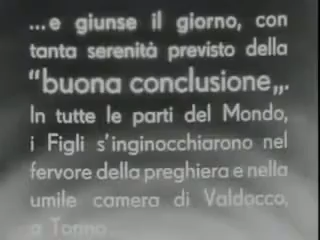 ...e giunse il giorno, con
tanta serenità previsto della
“buona conclusione„.
In tutte le parti del Mondo,
i Figli s'inginocchiarono nel
fervore della preghiera e nella
umile camera di Valdocco,
a Torino